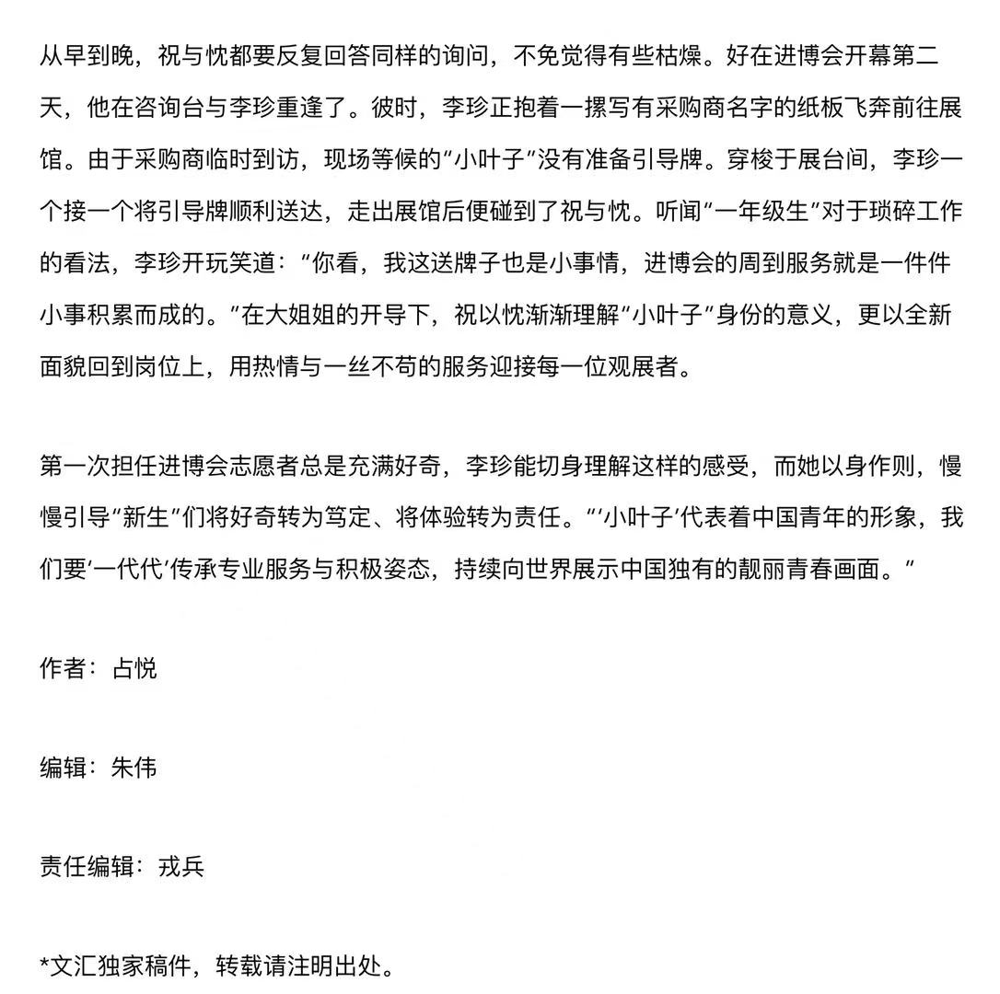 从早到晚，祝与忱都要反复回答同样的询问，不免觉得有些枯燥。好在进博会开幕第二
天，他在咨询台与李珍重逢了。彼时，李珍正抱着一摞写有采购商名字的纸板飞奔前往展
馆。由于采购商临时到访，现场等候的“小叶子”没有准备引导牌。穿梭于展台间，李珍一
个接一个将引导牌顺利送达，走出展馆后便碰到了祝与忱。听闻“一年级生”对于琐碎工作
的看法，李珍开玩笑道：“你看，我这送牌子也是小事情，进博会的周到服务就是一件件
小事积累而成的。”在大姐姐的开导下，祝以忱渐渐理解“小叶子”身份的意义，更以全新
面貌回到岗位上，用热情与一丝不苟的服务迎接每一位观展者。
第一次担任进博会志愿者总是充满好奇，李珍能切身理解这样的感受，而她以身作则，慢
慢引导“新生”们将好奇转为笃定、将体验转为责任。“‘小叶子’代表着中国青年的形象，我
们要‘一代代’传承专业服务与积极姿态，持续向世界展示中国独有的靓丽青春画面。”
作者：占悦
编辑：朱伟
责任编辑：戎兵
*文汇独家稿件，转载请注明出处。